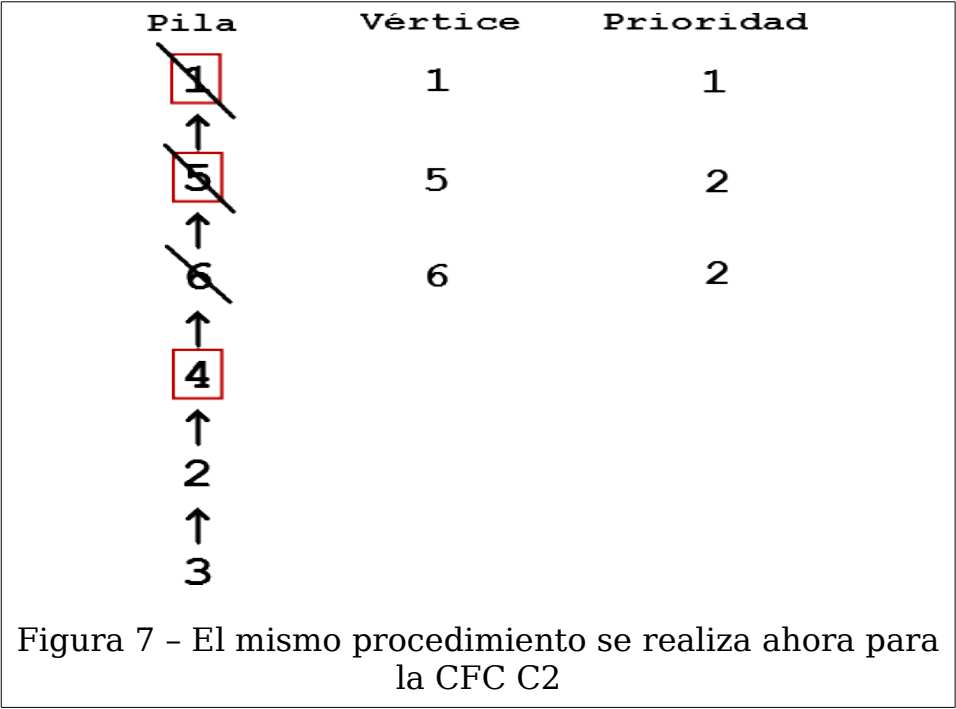 Pila Vértice Prioridad
1 1 1
↑
5 5 2
↑
6 6 2
↑
4
↑
2
↑
3
Figura 7 – El mismo procedimiento se realiza ahora para
la CFC C2